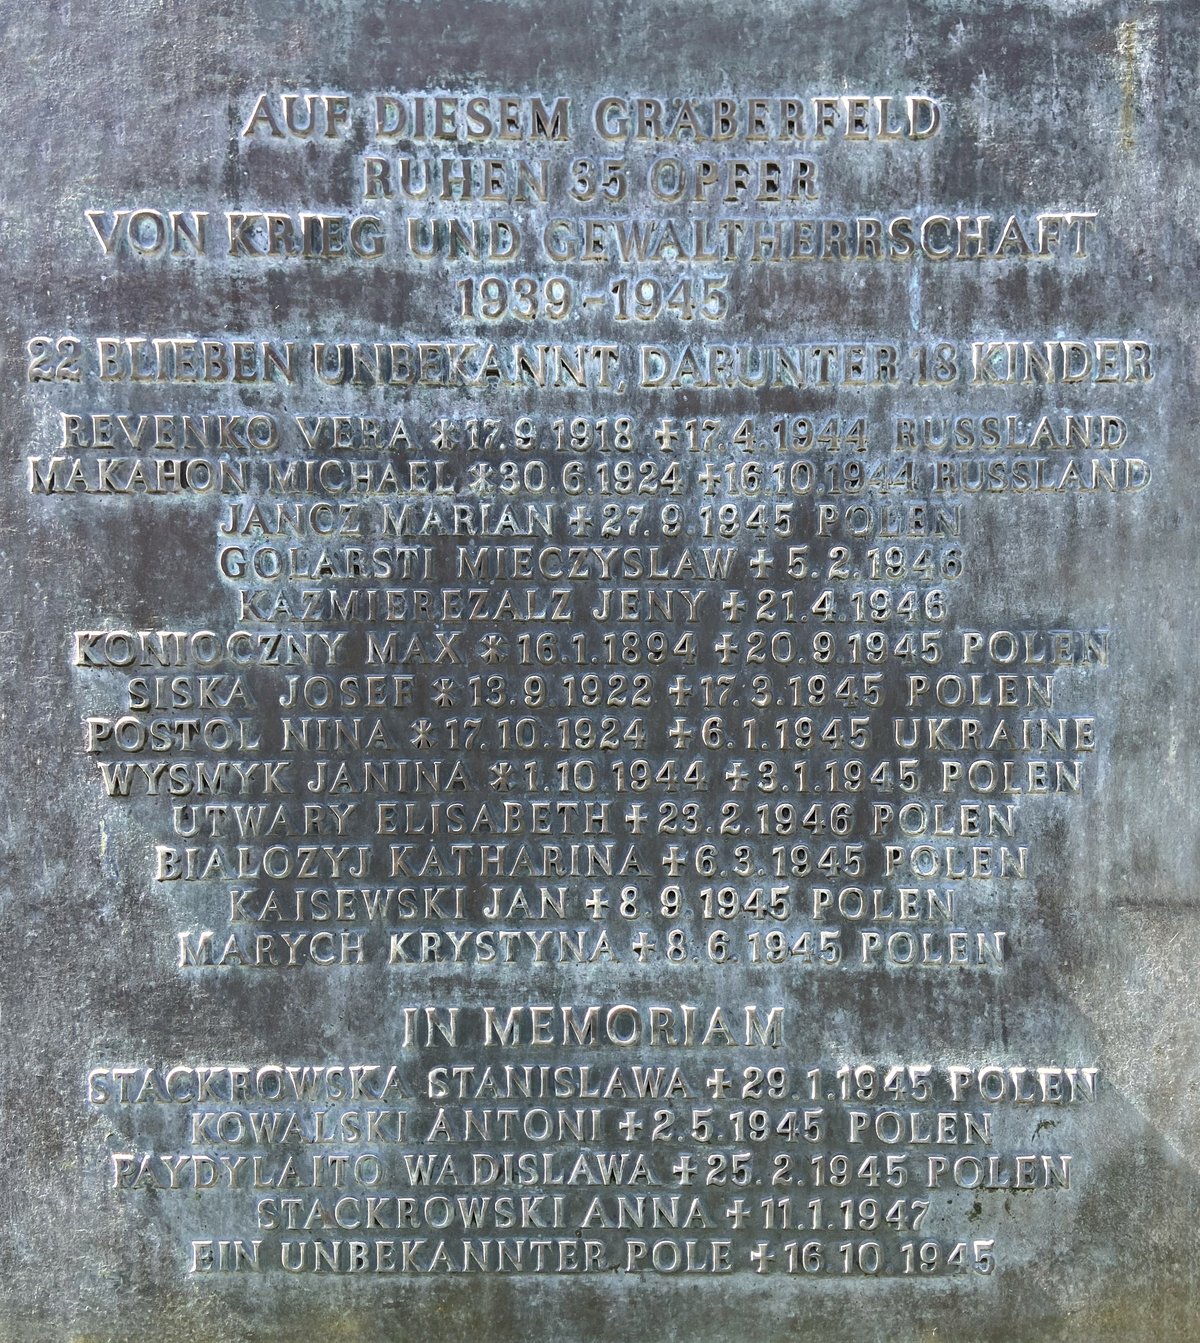 AUF DIESEM GRÄBERFELD
RUHEN 35 OPFER
VON KRIEG UND GEWALTHERRSCHAFT
1939-1945
22 BLIEBEN UNBEKANNT, DARUNTER 18 KINDER
REVENKO VERA *17.9.1918 ✝17.4.1944 RUSSLAND
MAKAHON MICHAEL *30.6.1924 ✝16.10.1944 RUSSLAND
JANCZ MARIAN ✝27.9.1945 POLEN
GOLARSTI MIECZYSLAW ✝5.2.1946
KAZMIEREZALZ JENY ✝21.4.1946
KONIOCZNY MAX *16.1.1894 ✝20.9.1945 POLEN
SISKA JOSEF *13.9.1922 ✝17.3.1945 POLEN
POSTOL NINA *17.10.1924 ✝6.1.1945 UKRAINE
WYSMYK JANINA *1.10.1944 ✝3.1.1945 POLEN
UTWARY ELISABETH ✝23.2.1946 POLEN
BIALOZYJ KATHARINA ✝6.3.1945 POLEN
KAJSEWSKI JAN ✝8.9.1945 POLEN
MARYCH KRYSTYNA ✝8.6.1945 POLEN
IN MEMORIAM
STACKROWSKA STANISLAWA ✝29.1.1945 POLEN
KOWALSKI ANTONI ✝2.5.1945 POLEN
PAYDYLAITO WADISLAWA ✝25.2.1945 POLEN
STACKROWSKI ANNA ✝11.1.1947
EIN UNBEKANNTER POLE ✝16.10.1945